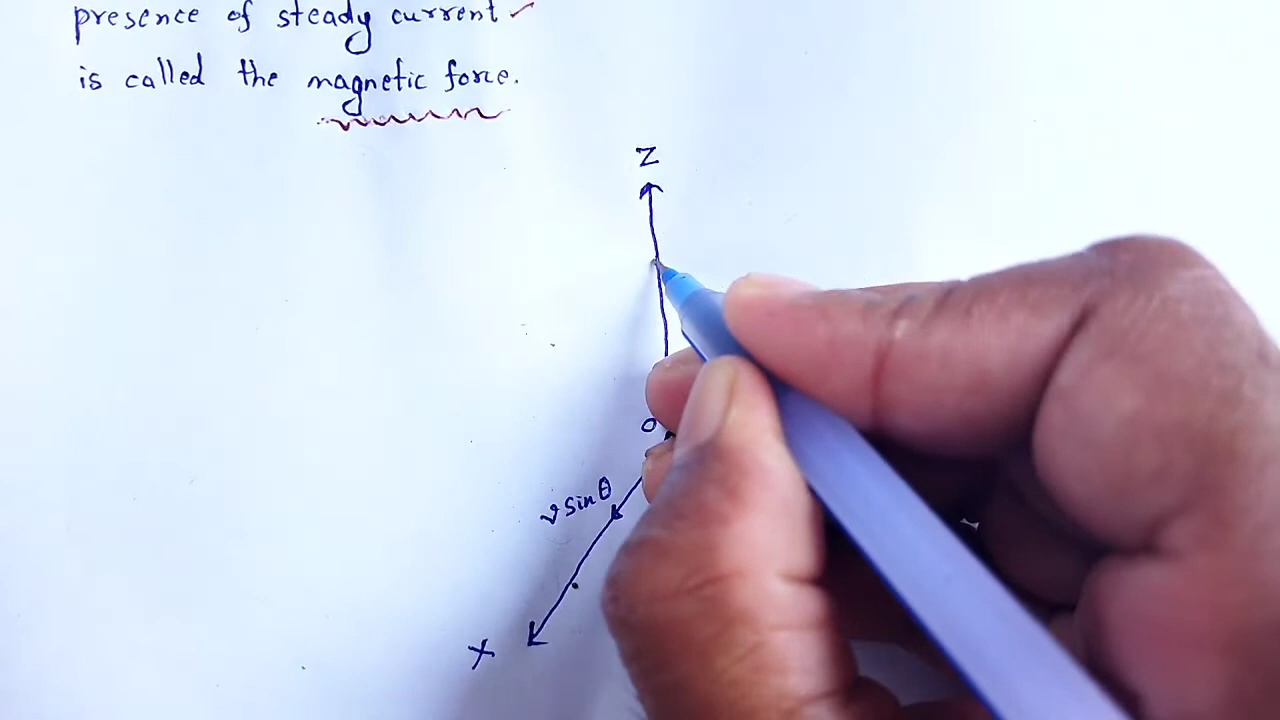 presence of steady current
is called the magnetic force.
Z
O
v sinθ
X